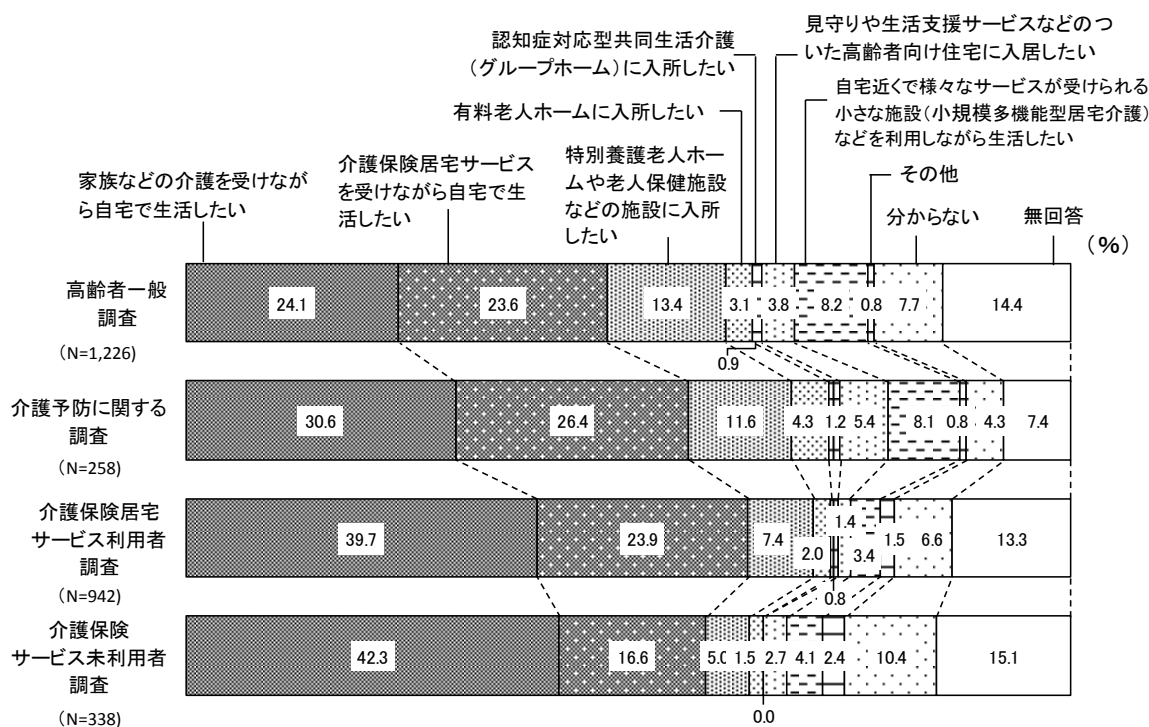 見守りや生活支援サービスなどのつ
いた高齢者向け住宅に入居したい
認知症対応型共同生活介護
(グループホーム)に入所したい
自宅近くで様々なサービスが受けられる
小さな施設(小規模多機能型居宅介護)
などを利用しながら生活したい
有料老人ホームに入所したい
特別養護老人ホー
ムや老人保健施設
などの施設に入所
したい
介護保険居宅サービス
を受けながら自宅で生
活したい
家族などの介護を受けなが
ら自宅で生活したい
その他
分からない
無回答
(%)
高齢者一般
調査
(N=1,226)
24.1 23.6 13.4 3.1 3.8 8.2 0.8 7.7 14.4
0.9
介護予防に関する
調査
(N=258)
30.6 26.4 11.6 4.3 1.2 5.4 8.1 0.8 4.3 7.4
介護保険居宅
サービス利用者
調査
(N=942)
39.7 23.9 7.4 2.0 1.4 3.4 1.5 6.6 13.3
0.8
介護保険
サービス未利用者
調査
(N=338)
42.3 16.6 5.0 1.5 2.7 4.1 2.4 10.4 15.1
0.0